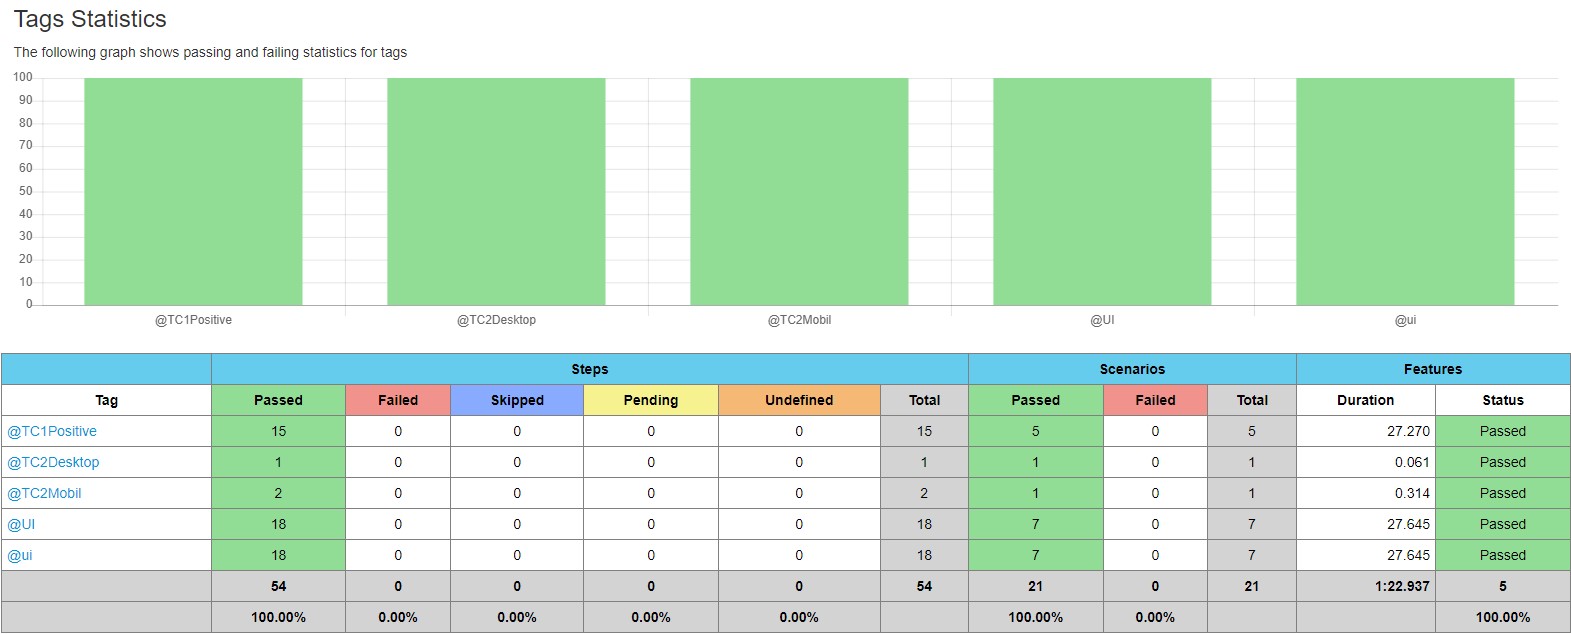 Tags Statistics
The following graph shows passing and failing statistics for tags
100
90
80
70
60
50
40
30
20
10
0
@TC1Positive @TC2Desktop @TC2Mobil @UI @ui
Steps Scenarios Features
Tag Passed Failed Skipped Pending Undefined Total Passed Failed Total Duration Status
@TC1Positive 15 0 0 0 0 15 5 0 5 27.270 Passed
@TC2Desktop 1 0 0 0 0 1 1 0 1 0.061 Passed
@TC2Mobil 2 0 0 0 0 2 1 0 1 0.314 Passed
@UI 18 0 0 0 0 18 7 0 7 27.645 Passed
@ui 18 0 0 0 0 18 7 0 7 27.645 Passed
54 0 0 0 0 54 21 0 21 1:22.937 5
100.00% 0.00% 0.00% 0.00% 0.00% 100.00% 0.00% 100.00%